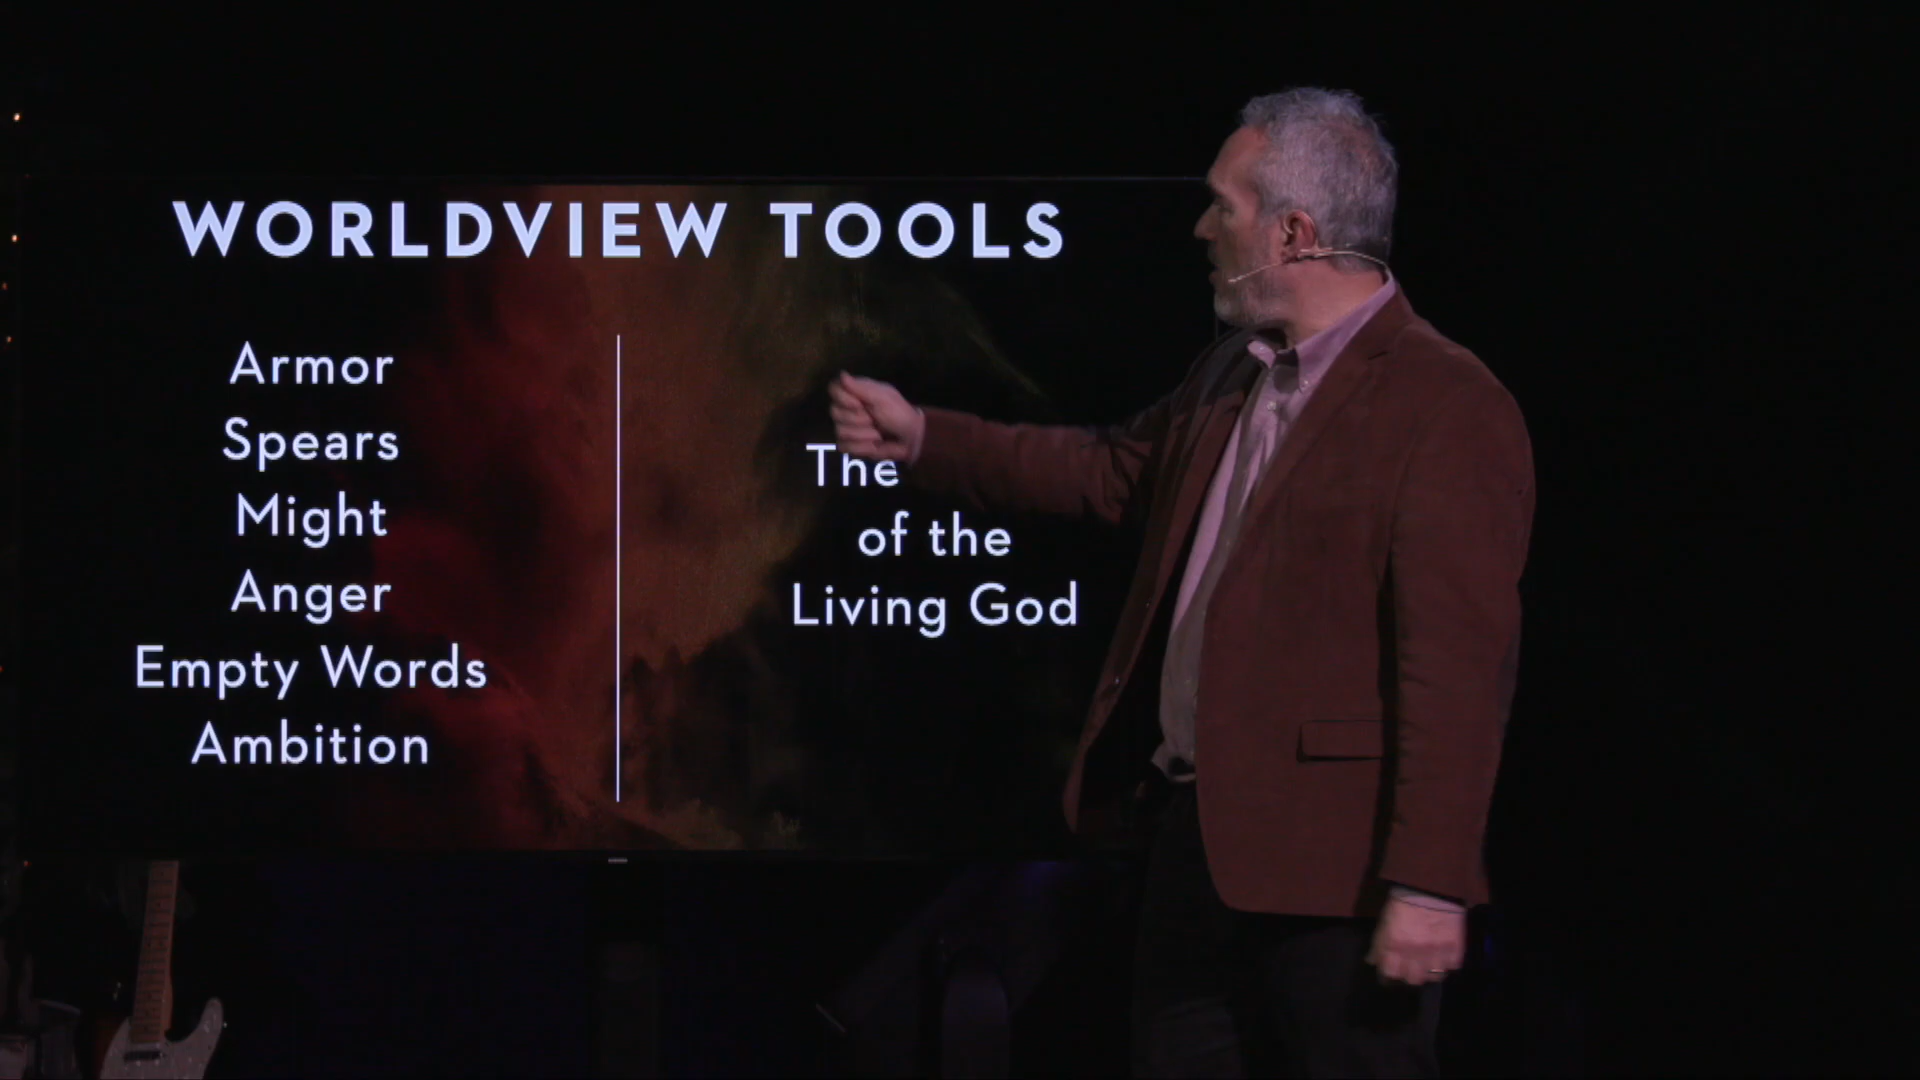 WORLDVIEW TOOLS
Armor
Spears
Might
Anger
Empty Words
Ambition
The
of the
Living God